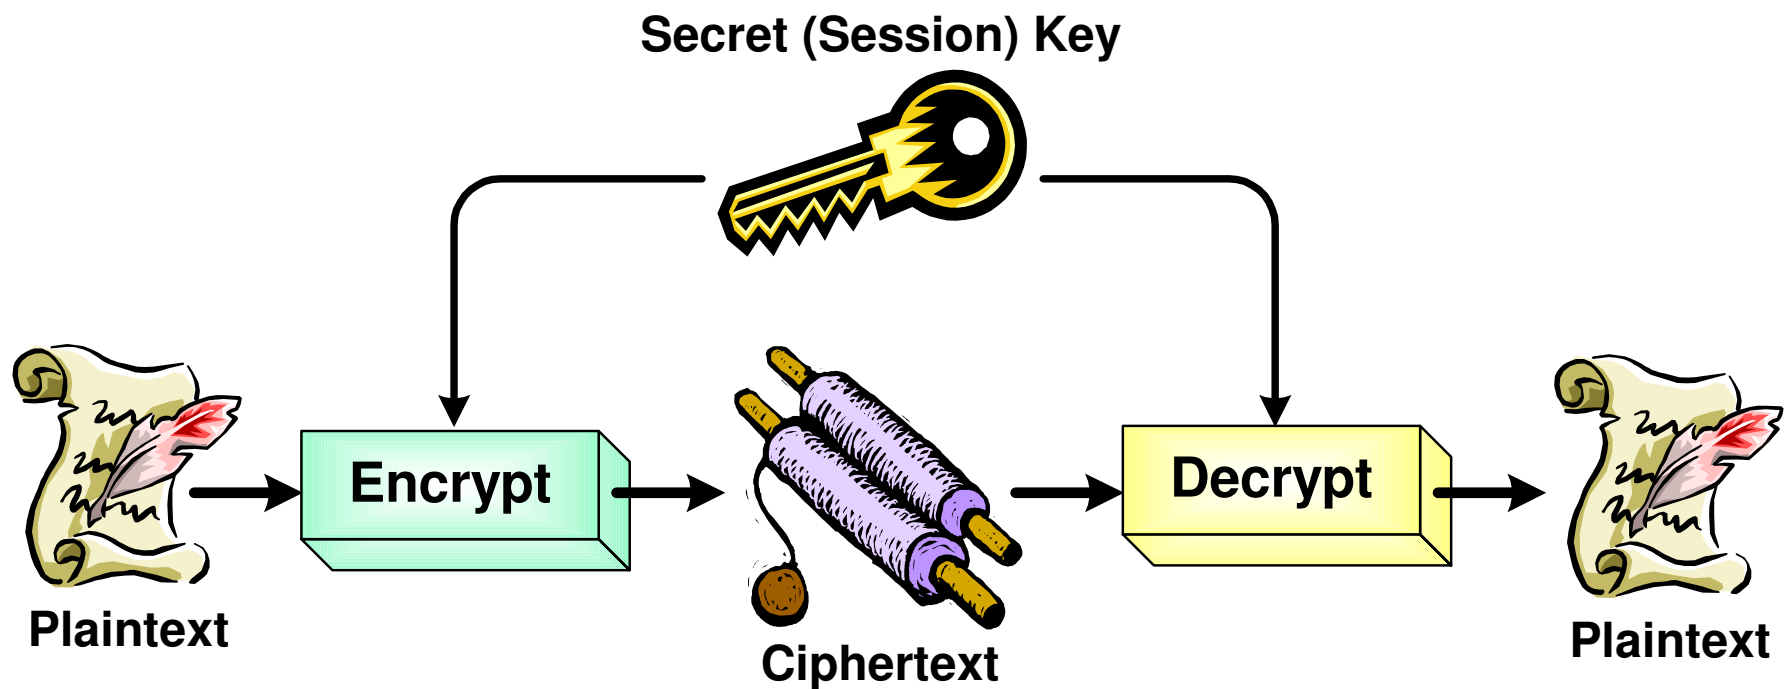 Secret (Session) Key
Encrypt
Decrypt
Plaintext
Ciphertext
Plaintext